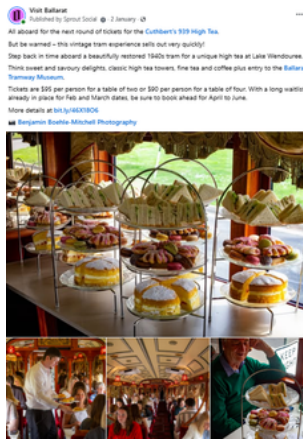 Visit Ballarat
Published by Sprout Social · 2 January ·
All aboard for the next round of tickets for the Cuthbert's 939 High Tea.
But be warned – this vintage tram experience sells out very quickly!
Step back in time aboard a beautifully restored 1940s tram for a unique high tea at Lake Wendouree.
Think sweet and savoury delights, classic high tea towers, fine tea and coffee plus entry to the Ballarat
Tramway Museum.
Tickets are $95 per person for a table of two or $90 per person for a table of four. With a long waitlist
already in place for Feb and March dates, be sure to book ahead for April to June.
More details at
Benjamin Boehle-Mitchell Photography